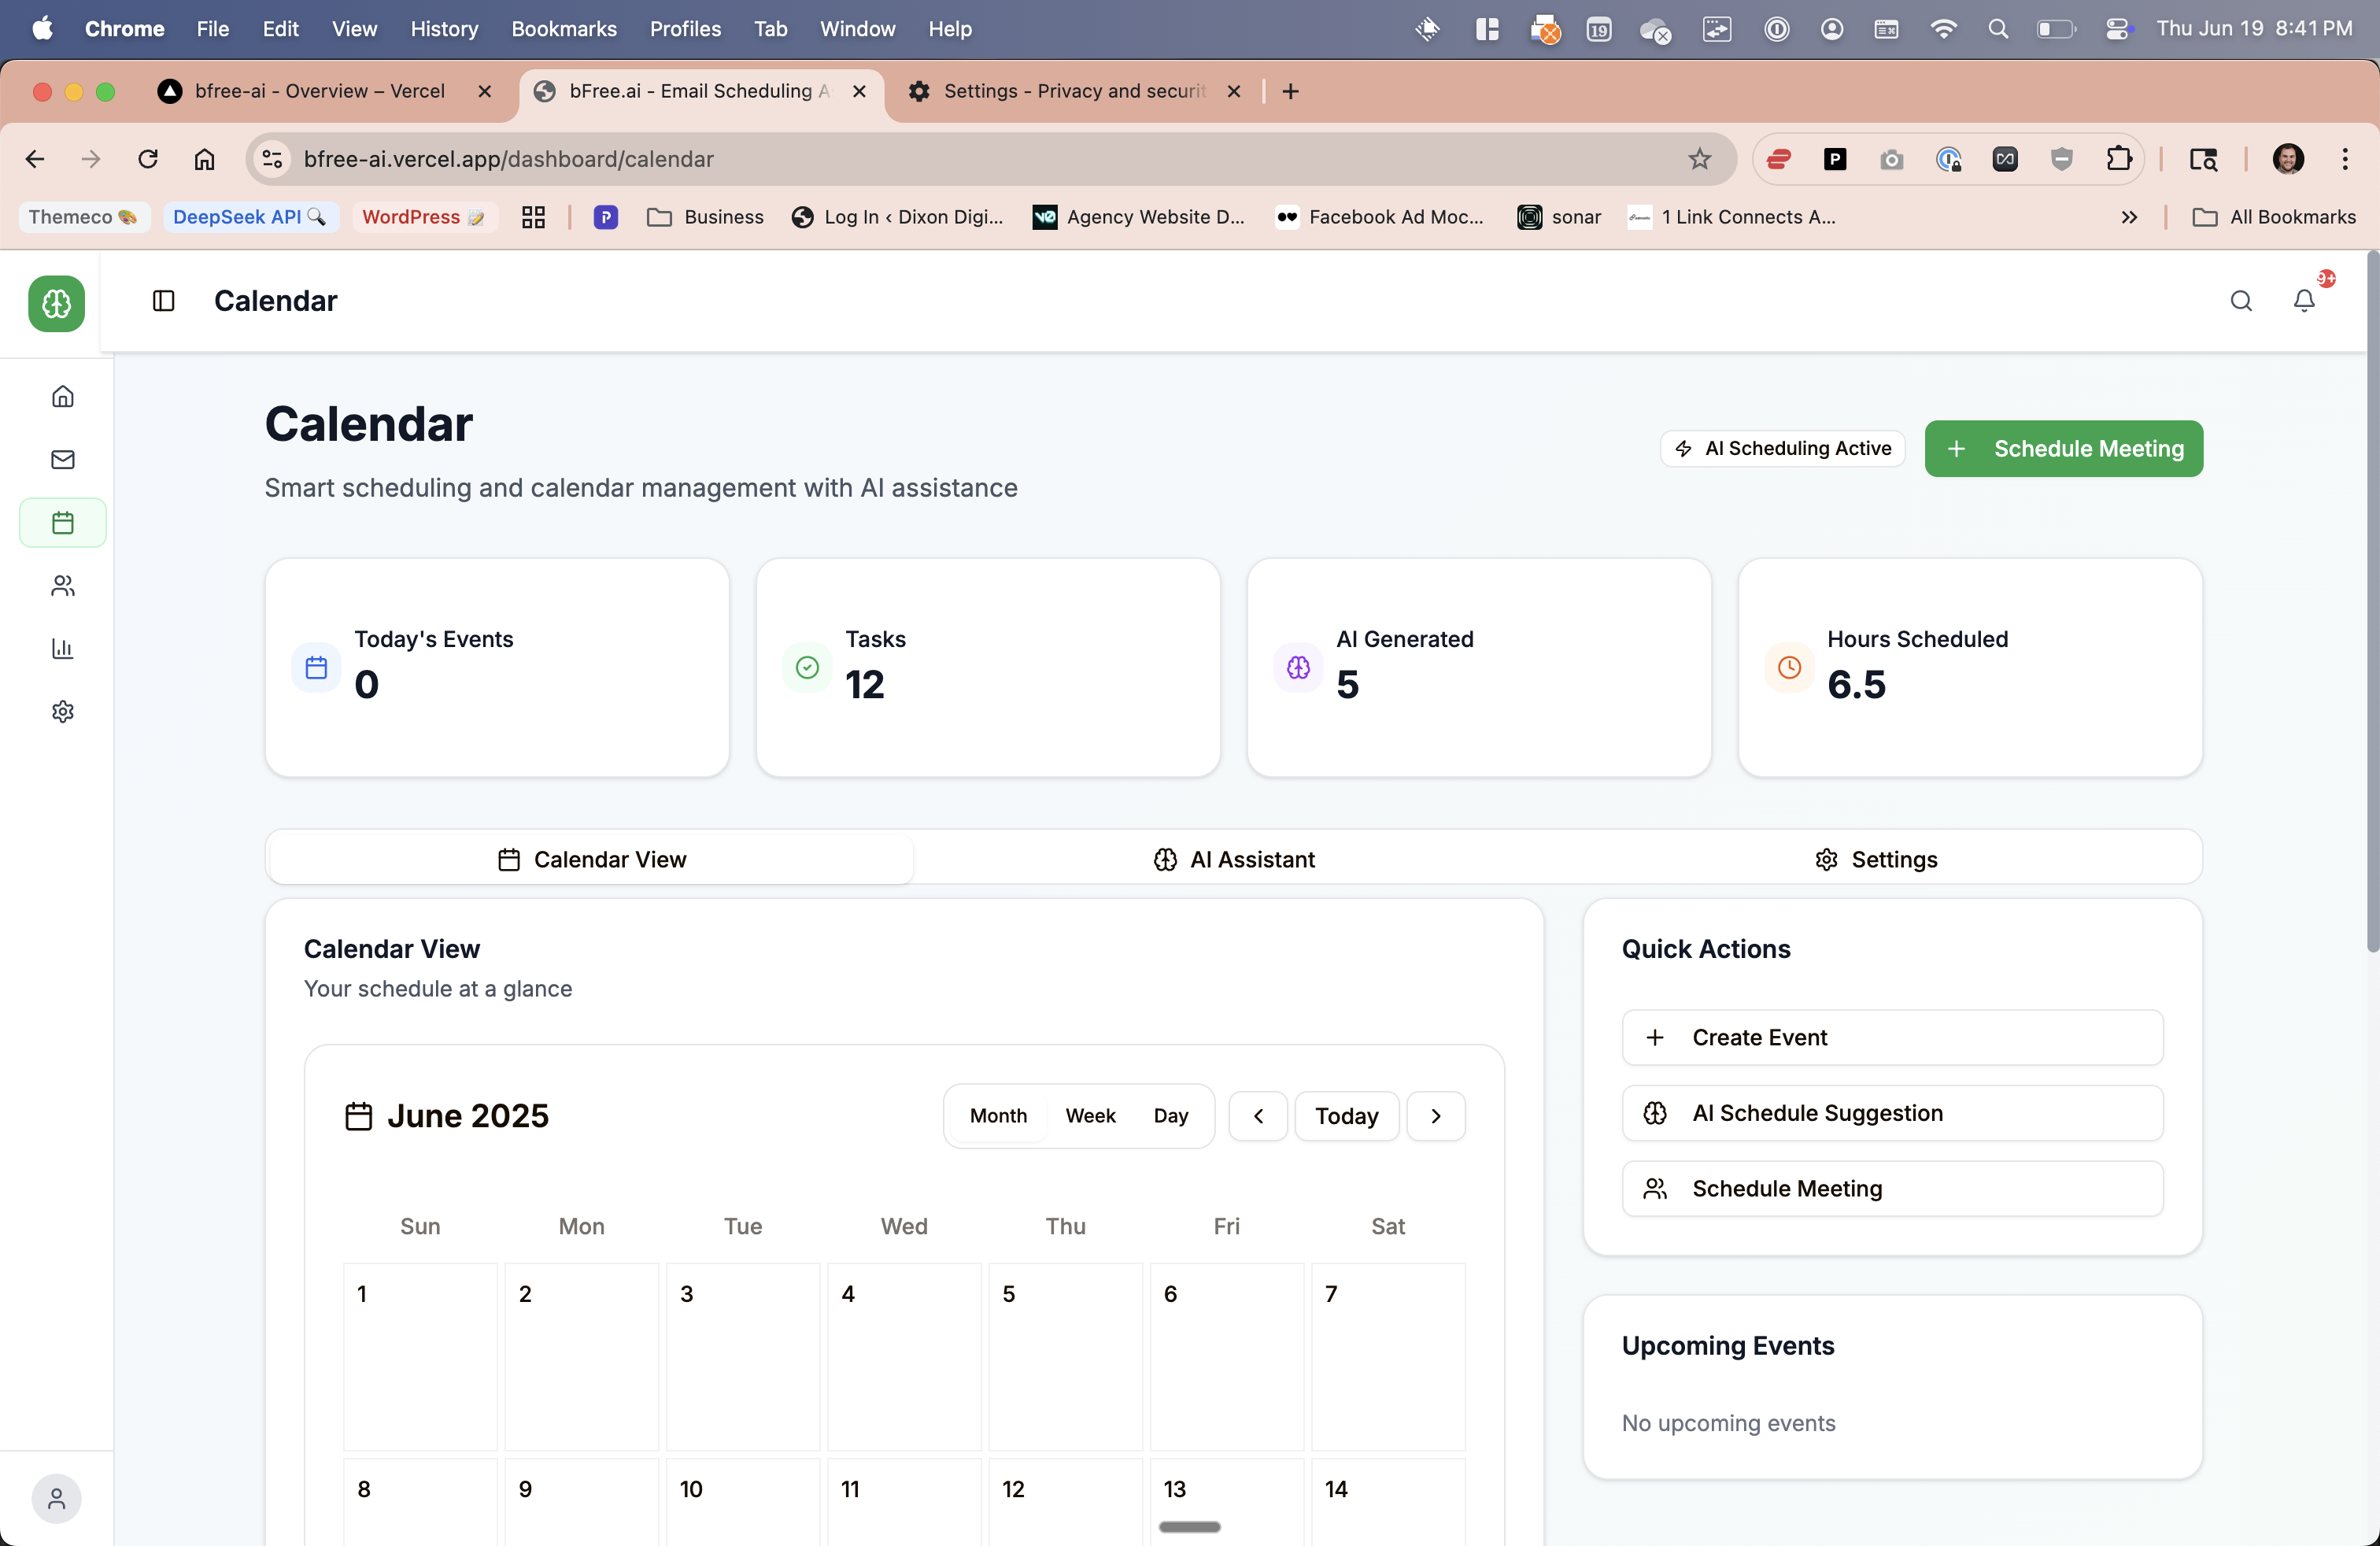 Chrome File Edit View History Bookmarks Profiles Tab Window Help 19 Thu Jun 19 8:41 PM
bfree-ai - Overview – Vercel bFree.ai - Email Scheduling A Settings - Privacy and securit
bfree-ai.vercel.app/dashboard/calendar
Themeco DeepSeek API WordPress Business Log In ‹ Dixon Digi... Agency Website D... Facebook Ad Moc... sonar 1 Link Connects A... All Bookmarks
Calendar 9+
Calendar
AI Scheduling Active Schedule Meeting
Smart scheduling and calendar management with AI assistance
Today's Events
0
Tasks
12
AI Generated
5
Hours Scheduled
6.5
Calendar View AI Assistant Settings
Calendar View
Your schedule at a glance
June 2025 Month Week Day Today
Sun Mon Tue Wed Thu Fri Sat
1 2 3 4 5 6 7
8 9 10 11 12 13 14
Quick Actions
Create Event
AI Schedule Suggestion
Schedule Meeting
Upcoming Events
No upcoming events